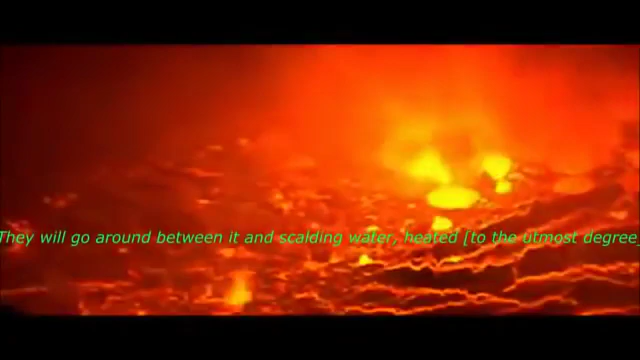 They will go around between it and scalding water, heated [to the utmost degree